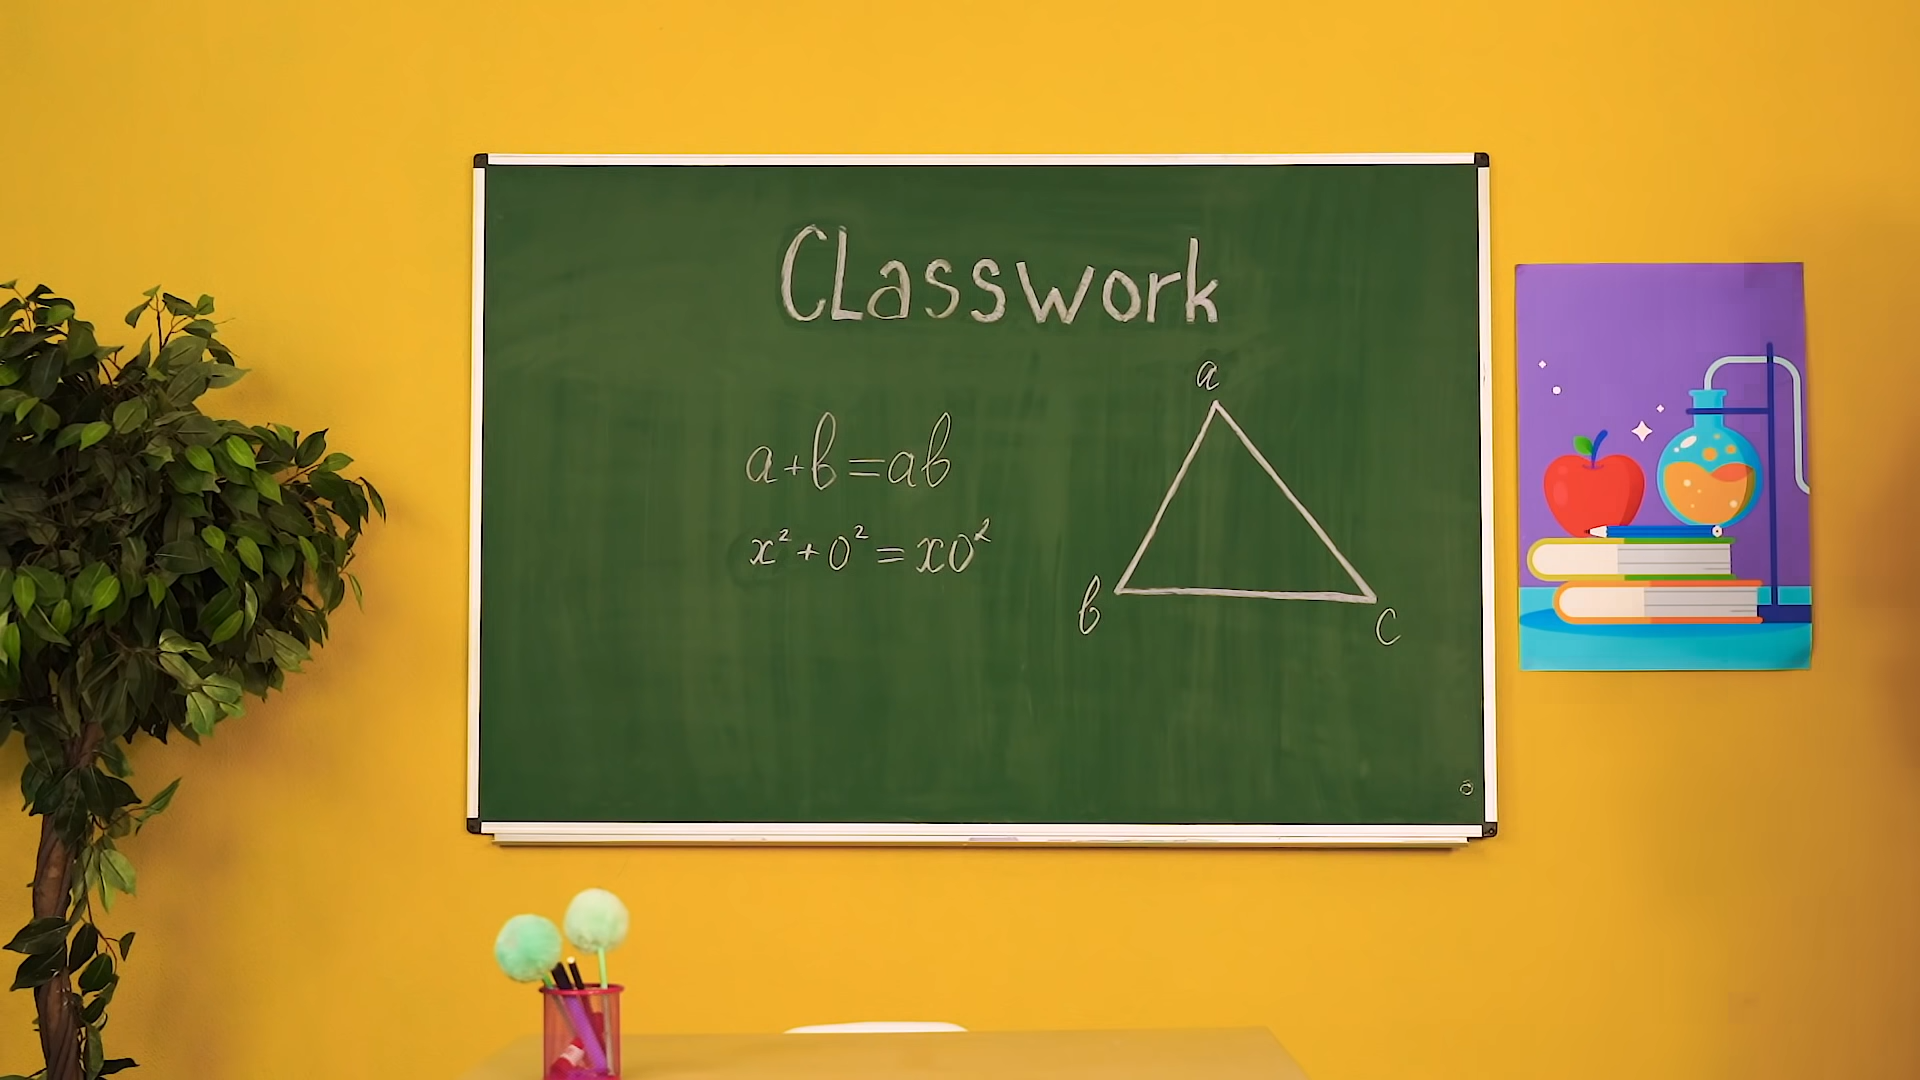 CLasswork
a
a+b=ab
x²+0²=x0²
b
c